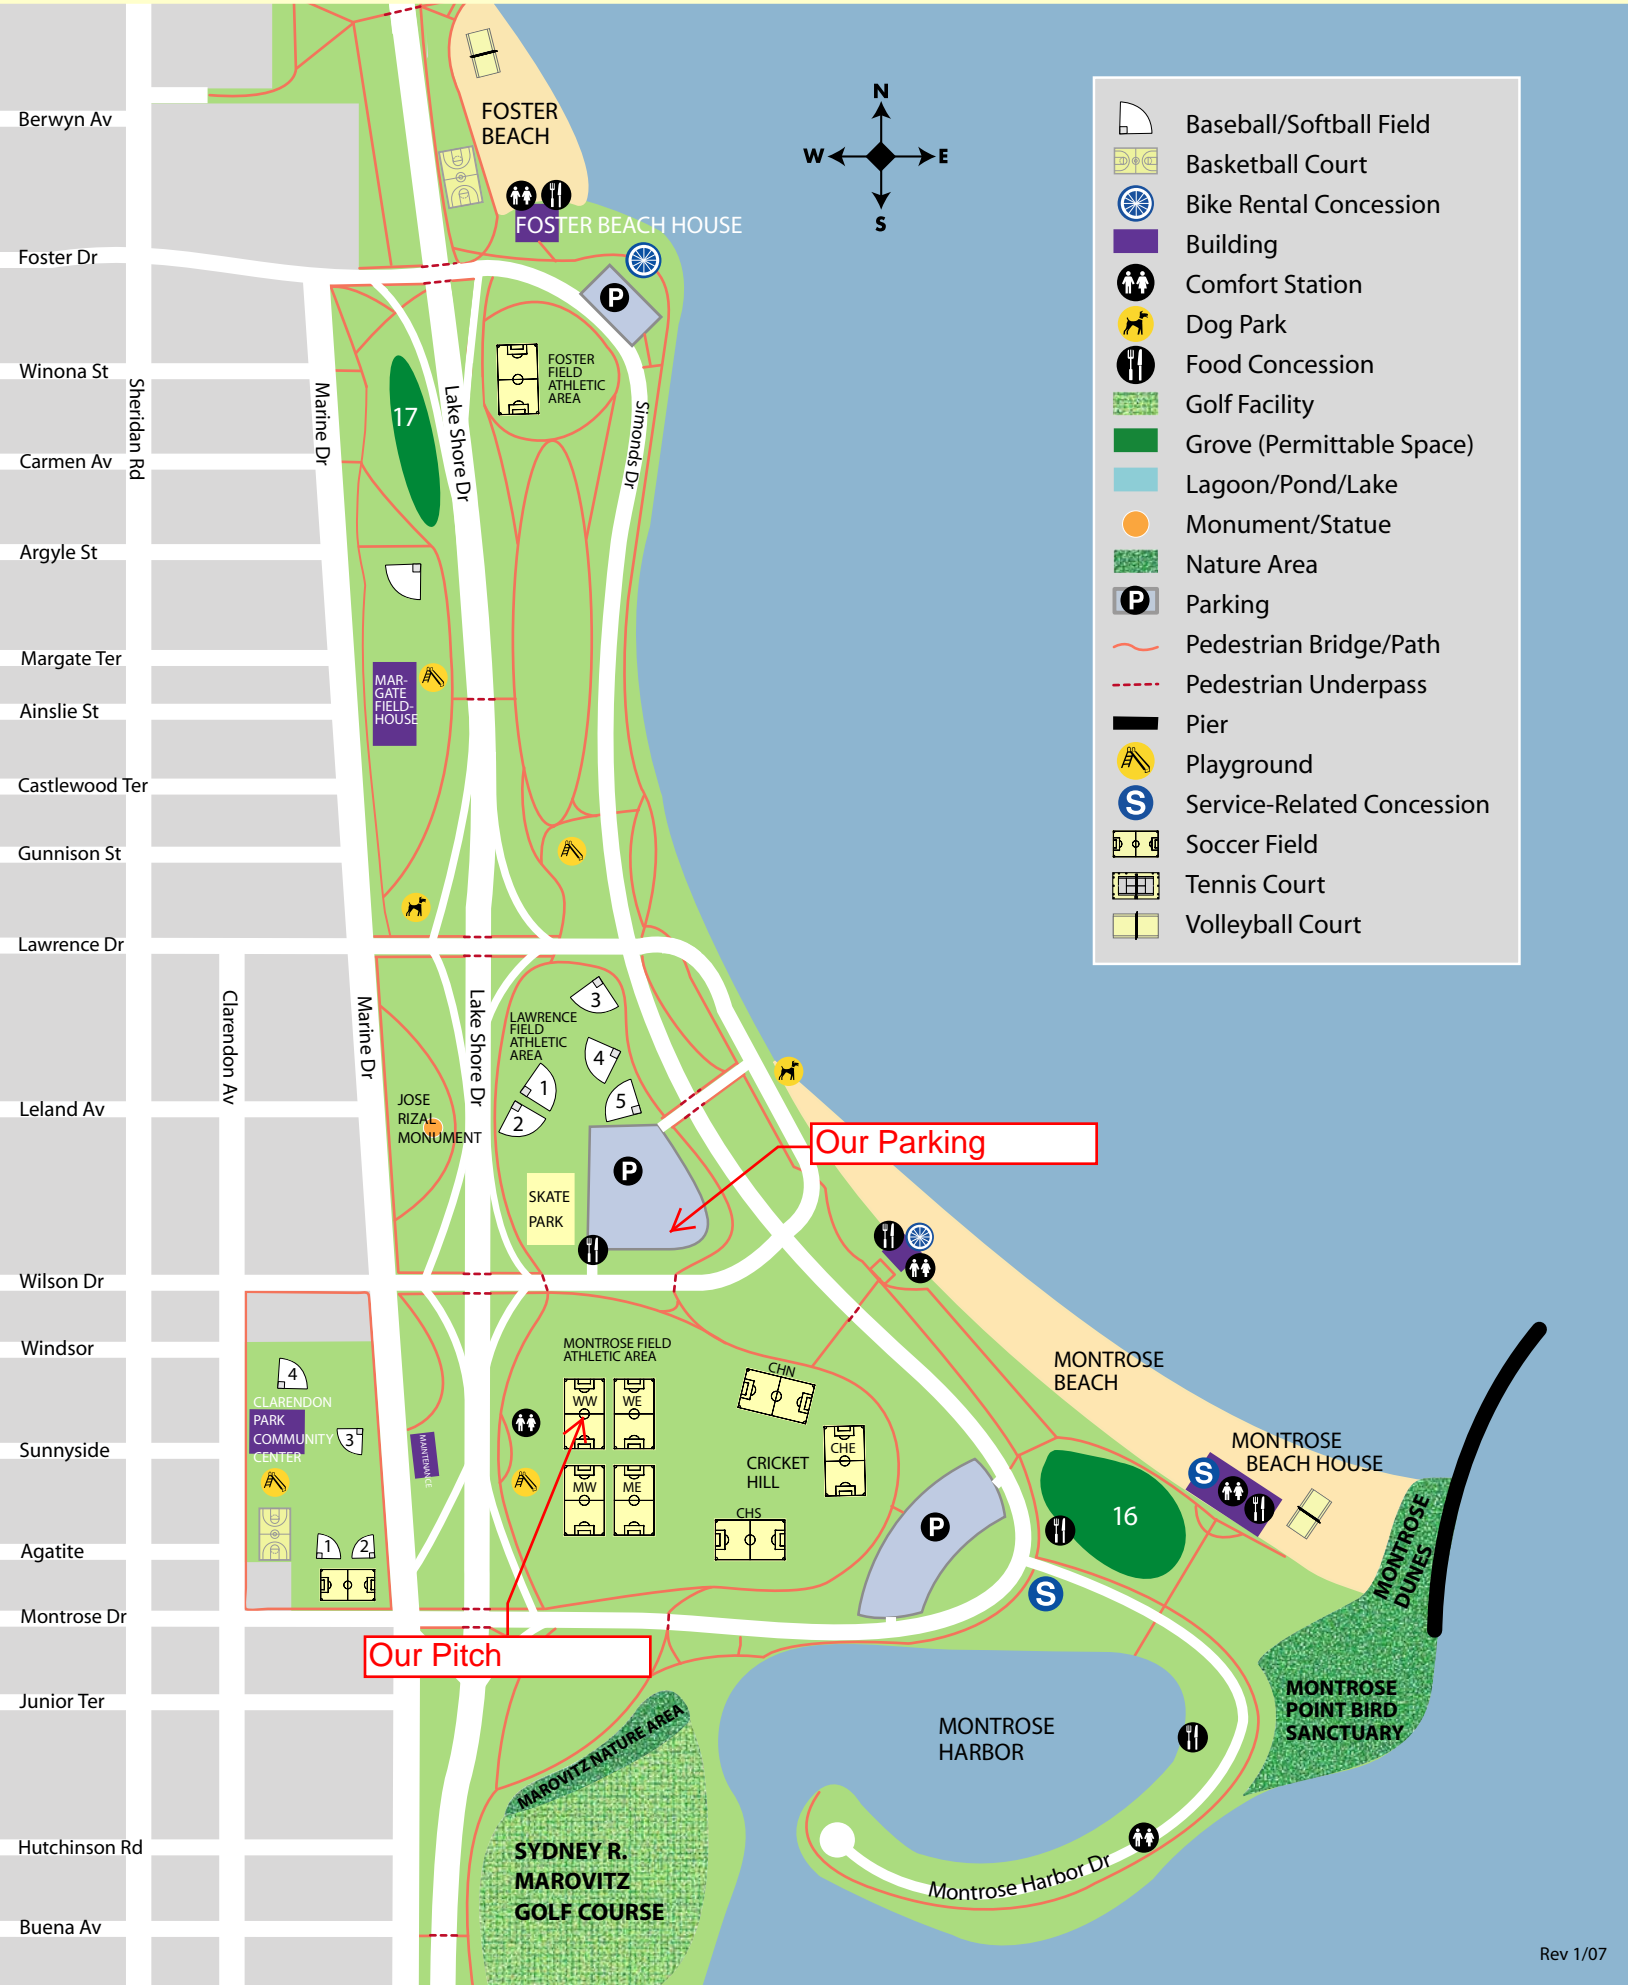 FOSTER
BEACH
N
W
E
S
FOSTER BEACH HOUSE
P
Berwyn Av
Foster Dr
Winona St
Carmen Av
Argyle St
Margate Ter
Ainslie St
Castlewood Ter
Gunnison St
Lawrence Dr
Leland Av
Wilson Dr
Windsor
Sunnyside
Agatite
Montrose Dr
Junior Ter
Hutchinson Rd
Buena Av
Sheridan Rd
Marine Dr
Lake Shore Dr
Simonds Dr
17
FOSTER
FIELD
ATHLETIC
AREA
MAR-
GATE
FIELD-
HOUSE
Clarendon Av
Marine Dr
Lake Shore Dr
LAWRENCE
FIELD
ATHLETIC
AREA
3
4
1
5
2
JOSE
RIZAL
MONUMENT
P
SKATE
PARK
Our Parking
MONTROSE FIELD
ATHLETIC AREA
WW
WE
MW
ME
CHN
CHE
CHS
CRICKET
HILL
P
4
CLARENDON
PARK
COMMUNITY
CENTER
3
1
2
MAINTENANCE
Our Pitch
MONTROSE
BEACH
MONTROSE
BEACH HOUSE
S
16
S
MONTROSE
DUNES
MONTROSE
POINT BIRD
SANCTUARY
MONTROSE
HARBOR
Montrose Harbor Dr
MAROVITZ NATURE AREA
SYDNEY R.
MAROVITZ
GOLF COURSE
Baseball/Softball Field
Basketball Court
Bike Rental Concession
Building
Comfort Station
Dog Park
Food Concession
Golf Facility
Grove (Permittable Space)
Lagoon/Pond/Lake
Monument/Statue
Nature Area
P
Parking
Pedestrian Bridge/Path
Pedestrian Underpass
Pier
Playground
S
Service-Related Concession
Soccer Field
Tennis Court
Volleyball Court
Rev 1/07